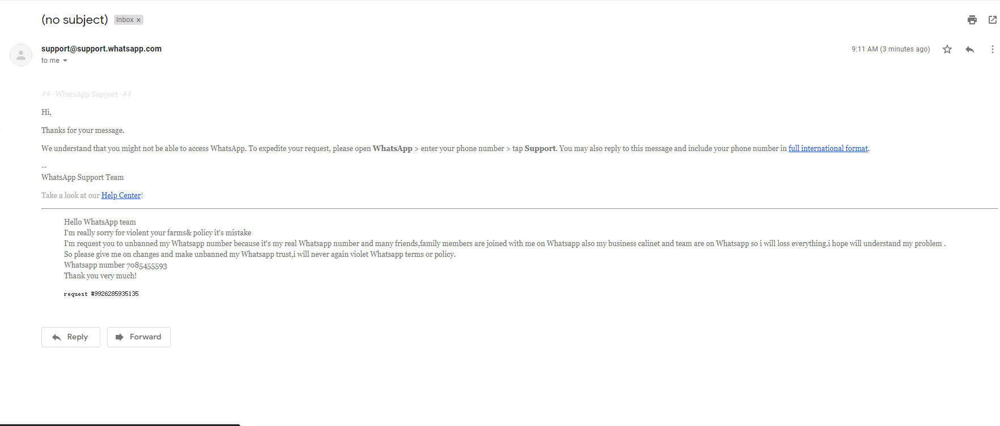 (no subject) Inbox ×
support@support.whatsapp.com 9:11 AM (3 minutes ago)
to me
##- WhatsApp Support -##
Hi,
Thanks for your message.
We understand that you might not be able to access WhatsApp. To expedite your request, please open WhatsApp > enter your phone number > tap Support. You may also reply to this message and include your phone number in full international format.
--
WhatsApp Support Team
Take a look at our Help Center!
Hello WhatsApp team
I'm really sorry for violent your farms& policy it's mistake
I'm request you to unbanned my Whatsapp number because it's my real Whatsapp number and many friends,family members are joined with me on Whatsapp also my business calinet and team are on Whatsapp so i will loss everything.i hope will understand my problem .
So please give me on changes and make unbanned my Whatsapp trust,i will never again violet Whatsapp terms or policy.
Whatsapp number 7085455593
Thank you very much!
request #9926285935135
Reply Forward